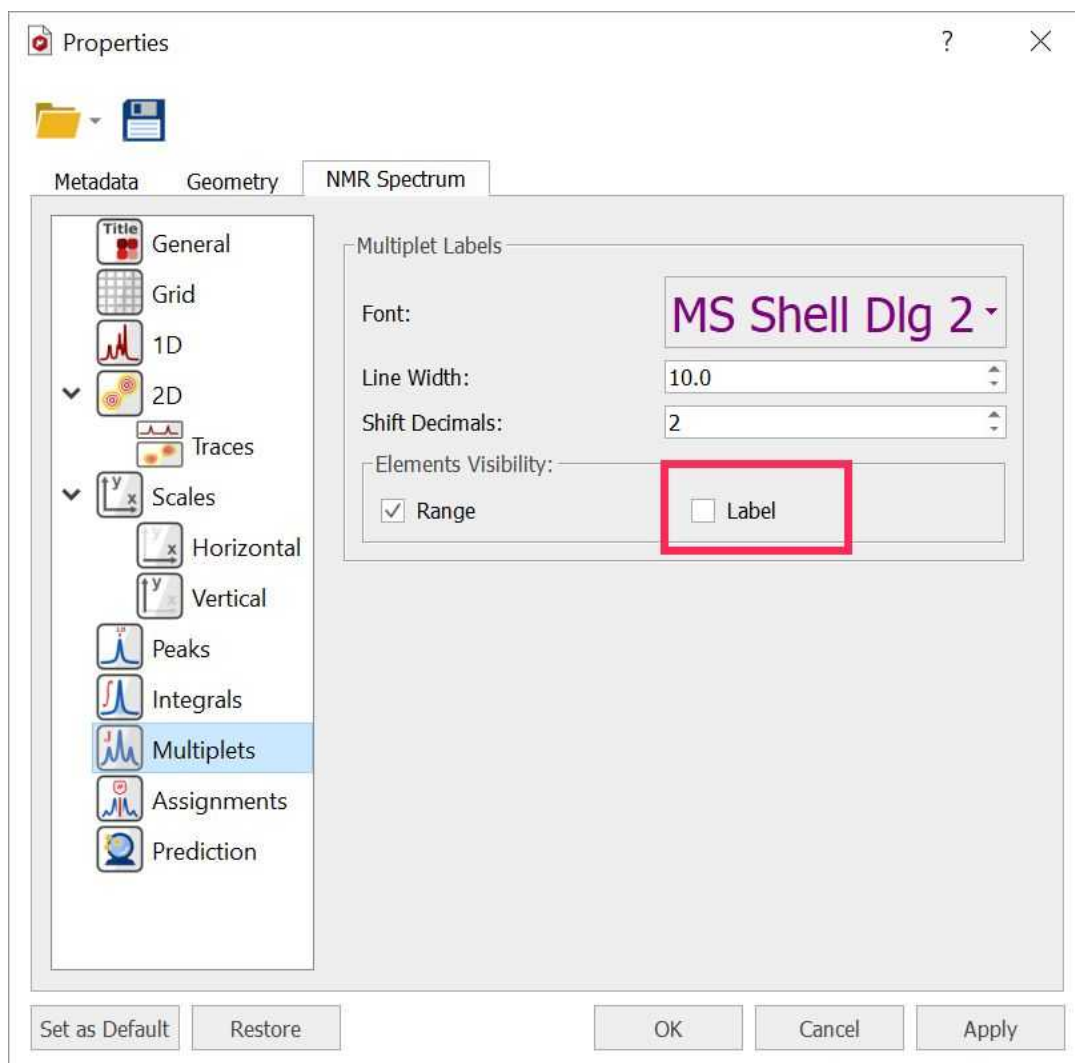 Properties
?
Metadata
Geometry
NMR Spectrum
Title
General
Grid
1D
2D
Traces
Scales
Horizontal
Vertical
Peaks
Integrals
Multiplets
Assignments
Prediction
Multiplet Labels
Font:
MS Shell Dlg 2
Line Width:
10.0
Shift Decimals:
2
Elements Visibility:
Range
Label
Set as Default
Restore
OK
Cancel
Apply